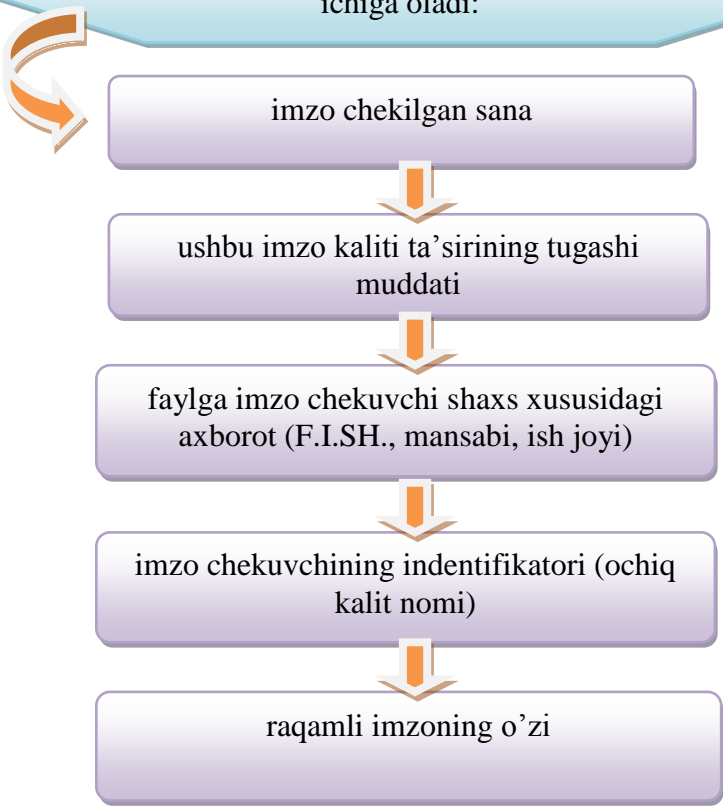 ichiga oladi:
imzo chekilgan sana
ushbu imzo kaliti ta’sirining tugashi
muddati
faylga imzo chekuvchi shaxs xususidagi
axborot (F.I.SH., mansabi, ish joyi)
imzo chekuvchining indentifikatori (ochiq
kalit nomi)
raqamli imzoning o’zi